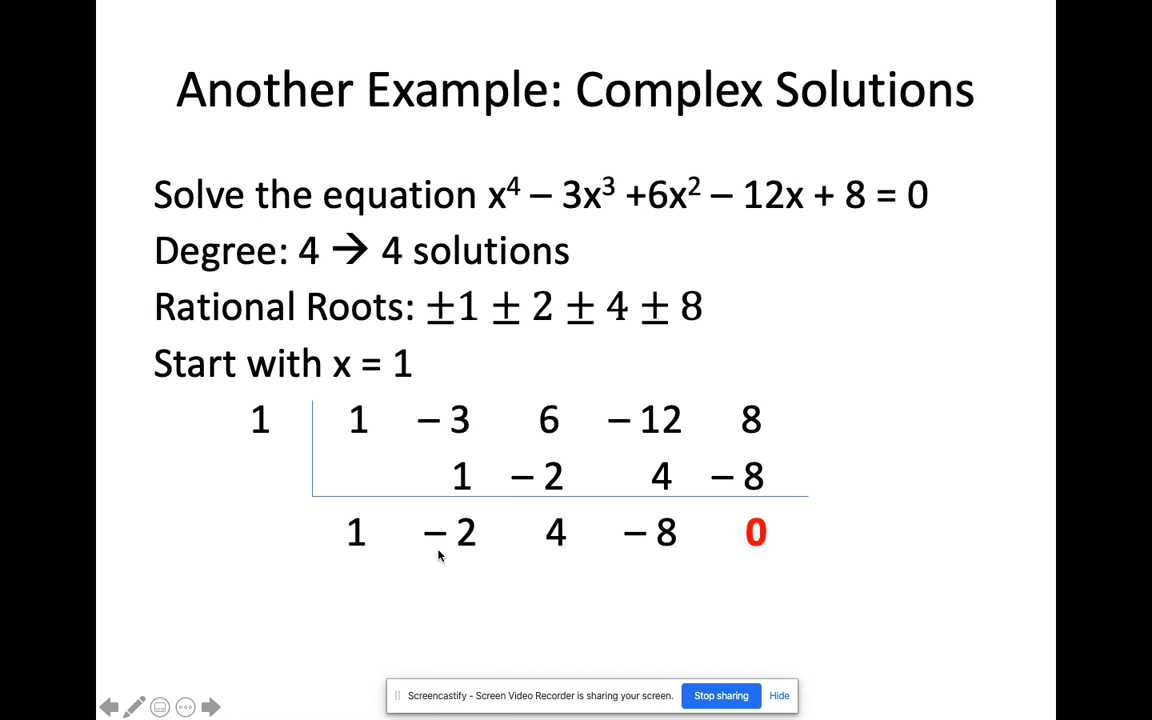 Another Example: Complex Solutions
Solve the equation x⁴ – 3x³ +6x² – 12x + 8 = 0
Degree: 4 → 4 solutions
Rational Roots: ±1 ± 2 ± 4 ± 8
Start with x = 1
1 1 – 3 6 – 12 8
1 – 2 4 – 8
1 – 2 4 – 8 0
Screencastify - Screen Video Recorder is sharing your screen. Stop sharing Hide